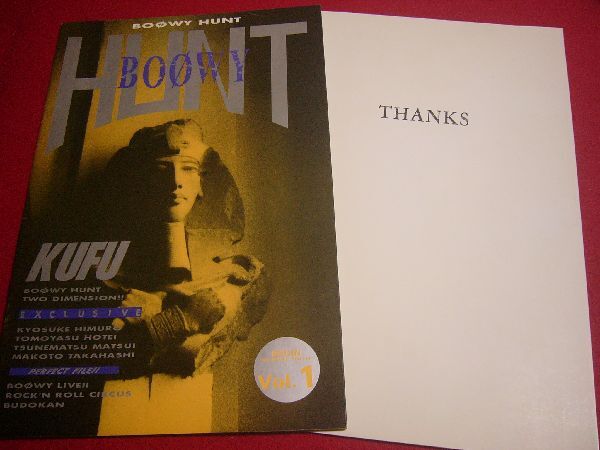 BOØWY HUNT
HUNT
BOØWY
KUFU
BOØWY HUNT
TWO DIMENSION!!
EXCLUSIVE
KYOSUKE HIMURO
TOMOYASU HOTEI
TSUNEMATSU MATSUI
MAKOTO TAKAHASHI
PERFECT FILE!!
BOØWY LIVE!!
ROCK'N ROLL CIRCUS
BUDOKAN
Vol. 1
THANKS